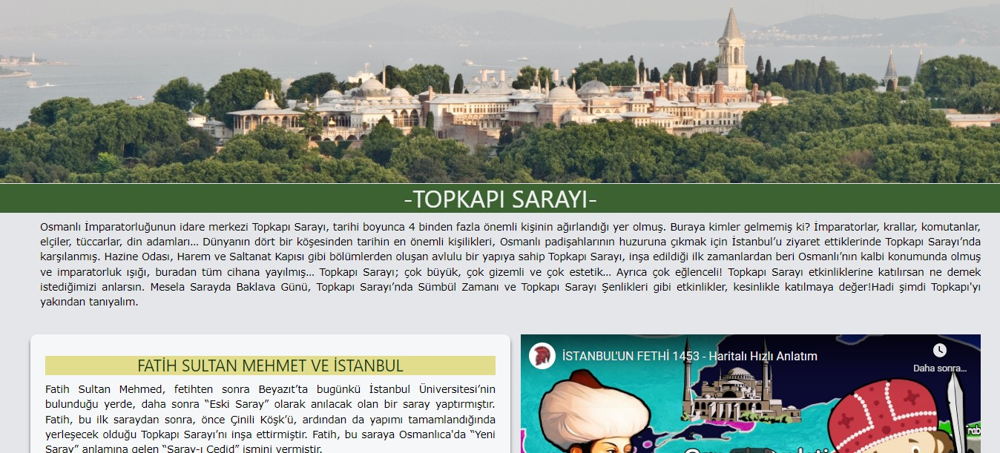 -TOPKAPI SARAYI-
Osmanlı İmparatorluğunun idare merkezi Topkapı Sarayı, tarihi boyunca 4 binden fazla önemli kişinin ağırlandığı yer olmuş. Buraya kimler gelmemiş ki? İmparatorlar, krallar, komutanlar,
elçiler, tüccarlar, din adamları... Dünyanın dört bir köşesinden tarihin en önemli kişilikleri, Osmanlı padişahlarının huzuruna çıkmak için İstanbul’u ziyaret ettiklerinde Topkapı Sarayı’nda
karşılanmış. Hazine Odası, Harem ve Saltanat Kapısı gibi bölümlerden oluşan avlulu bir yapıya sahip Topkapı Sarayı, inşa edildiği ilk zamanlardan beri Osmanlı’nın kalbi konumunda olmuş
ve imparatorluk ışığı, buradan tüm cihana yayılmış... Topkapı Sarayı; çok büyük, çok gizemli ve çok estetik... Ayrıca çok eğlenceli! Topkapı Sarayı etkinliklerine katılırsan ne demek
istediğimizi anlarsın. Mesela Sarayda Baklava Günü, Topkapı Sarayı’nda Sümbül Zamanı ve Topkapı Sarayı Şenlikleri gibi etkinlikler, kesinlikle katılmaya değer!Hadi şimdi Topkapı'yı
yakından tanıyalım.
FATİH SULTAN MEHMET VE İSTANBUL
Fatih Sultan Mehmed, fetihten sonra Beyazıt’ta bugünkü İstanbul Üniversitesi’nin
bulunduğu yerde, daha sonra “Eski Saray” olarak anılacak olan bir saray yaptırmıştır.
Fatih, bu ilk saraydan sonra, önce Çinili Köşk’ü, ardından da yapımı tamamlandığında
yerleşecek olduğu Topkapı Sarayı’nı inşa ettirmiştir. Fatih, bu saraya Osmanlıca'da “Yeni
Saray” anlamına gelen “Saray-ı Cedid” ismini vermiştir.
İSTANBUL'UN FETHİ 1453 - Haritalı Hızlı Anlatım
Daha sonra...